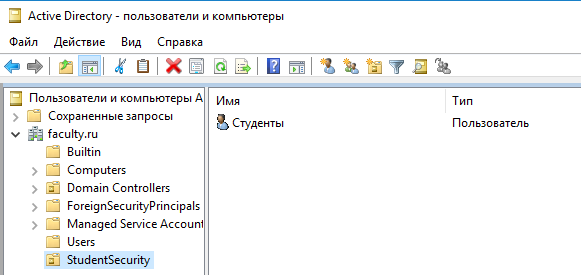 Active Directory - пользователи и компьютеры
Файл Действие Вид Справка
Пользователи и компьютеры A
Сохраненные запросы
faculty.ru
Builtin
Computers
Domain Controllers
ForeignSecurityPrincipals
Managed Service Account
Users
StudentSecurity
Имя Тип
Студенты Пользователь